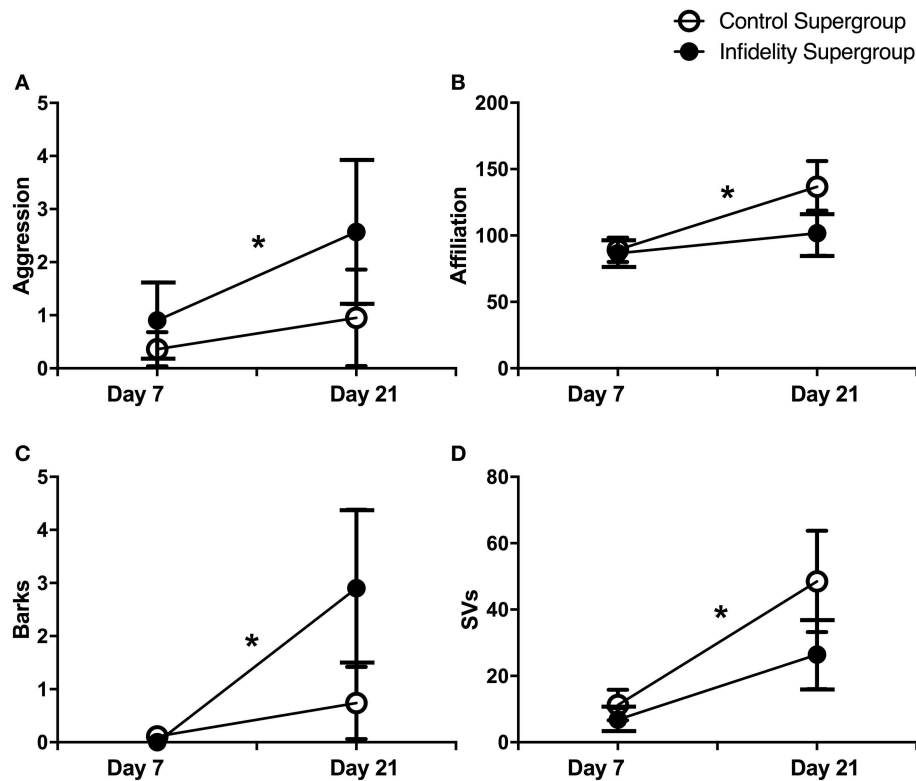 Control Supergroup
Infidelity Supergroup
A
5
4
3
2
1
0
Aggression
*
Day 7
Day 21
B
200
150
100
50
0
Affiliation
*
Day 7
Day 21
C
5
4
3
2
1
0
Barks
*
Day 7
Day 21
D
80
60
40
20
0
SVs
*
Day 7
Day 21